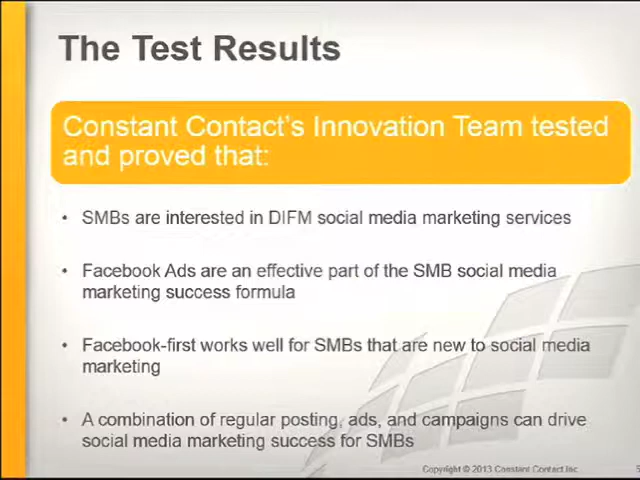 The Test Results
Constant Contact's Innovation Team tested
and proved that:
• SMBs are interested in DIFM social media marketing services
• Facebook Ads are an effective part of the SMB social media
marketing success formula
• Facebook-first works well for SMBs that are new to social media
marketing
• A combination of regular posting, ads, and campaigns can drive
social media marketing success for SMBs
Copyright © 2013 Constant Contact Inc.